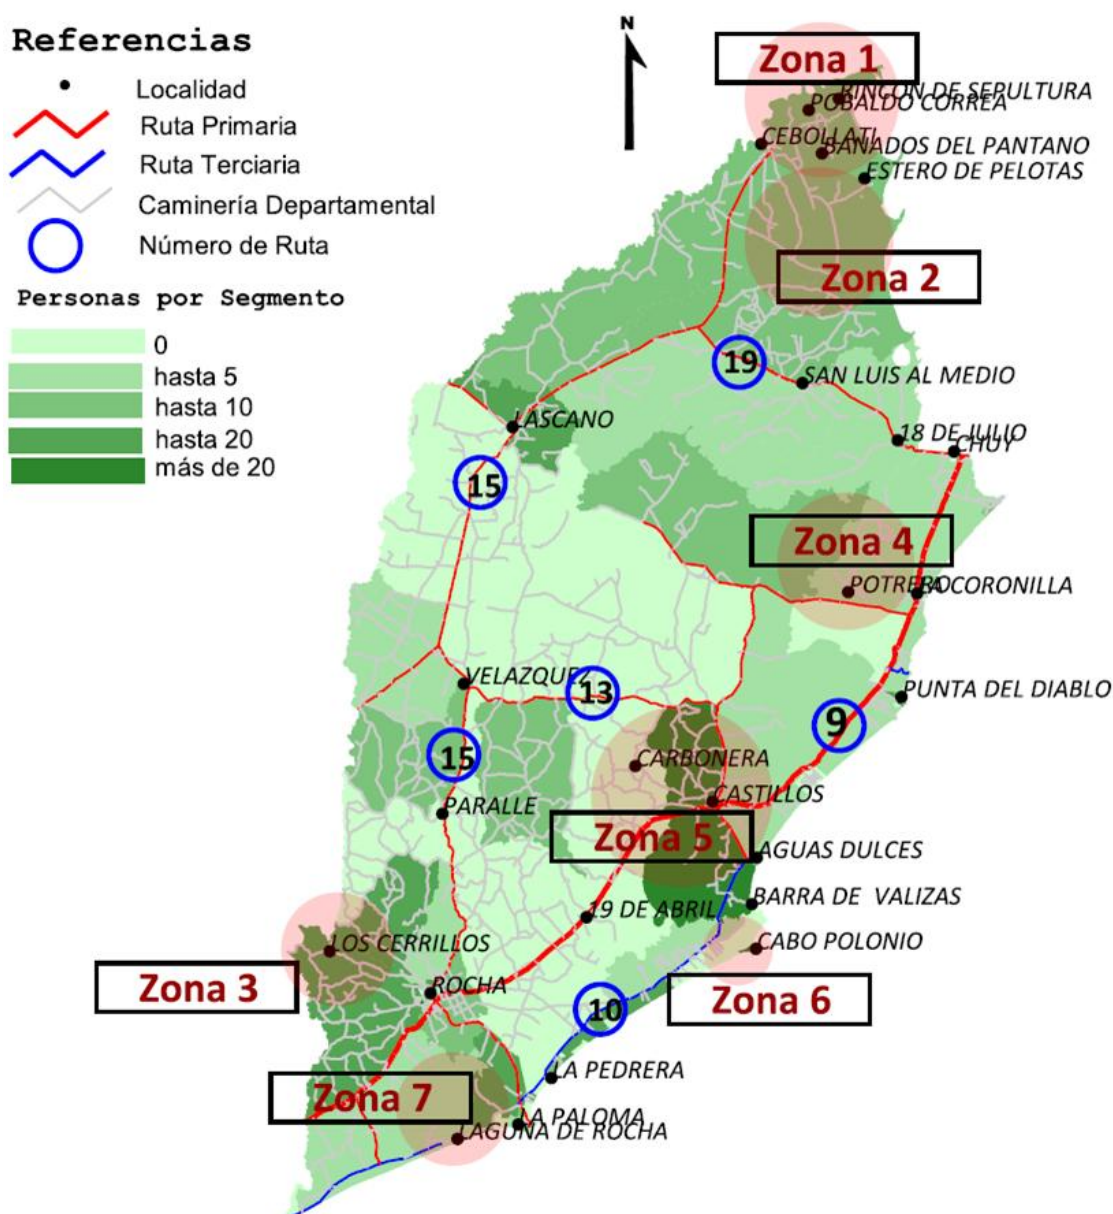 Referencias
Localidad
Ruta Primaria
Ruta Terciaria
Caminería Departamental
Número de Ruta
Personas por Segmento
0
hasta 5
hasta 10
hasta 20
más de 20
N
Zona 1
RINCON DE SEPULTURA
POBALDO CORREA
CEBOLLATI
BAÑADOS DEL PANTANO
ESTERO DE PELOTAS
Zona 2
19
SAN LUIS AL MEDIO
LASCANO
18 DE JULIO
CHUY
15
Zona 4
POTRERO
LA CORONILLA
VELAZQUEZ
13
PUNTA DEL DIABLO
9
15
CARBONERA
CASTILLOS
PARALLE
Zona 5
AGUAS DULCES
BARRA DE VALIZAS
19 DE ABRIL
CABO POLONIO
LOS CERRILLOS
Zona 3
ROCHA
Zona 6
10
LA PEDRERA
Zona 7
LA PALOMA
LAGUNA DE ROCHA